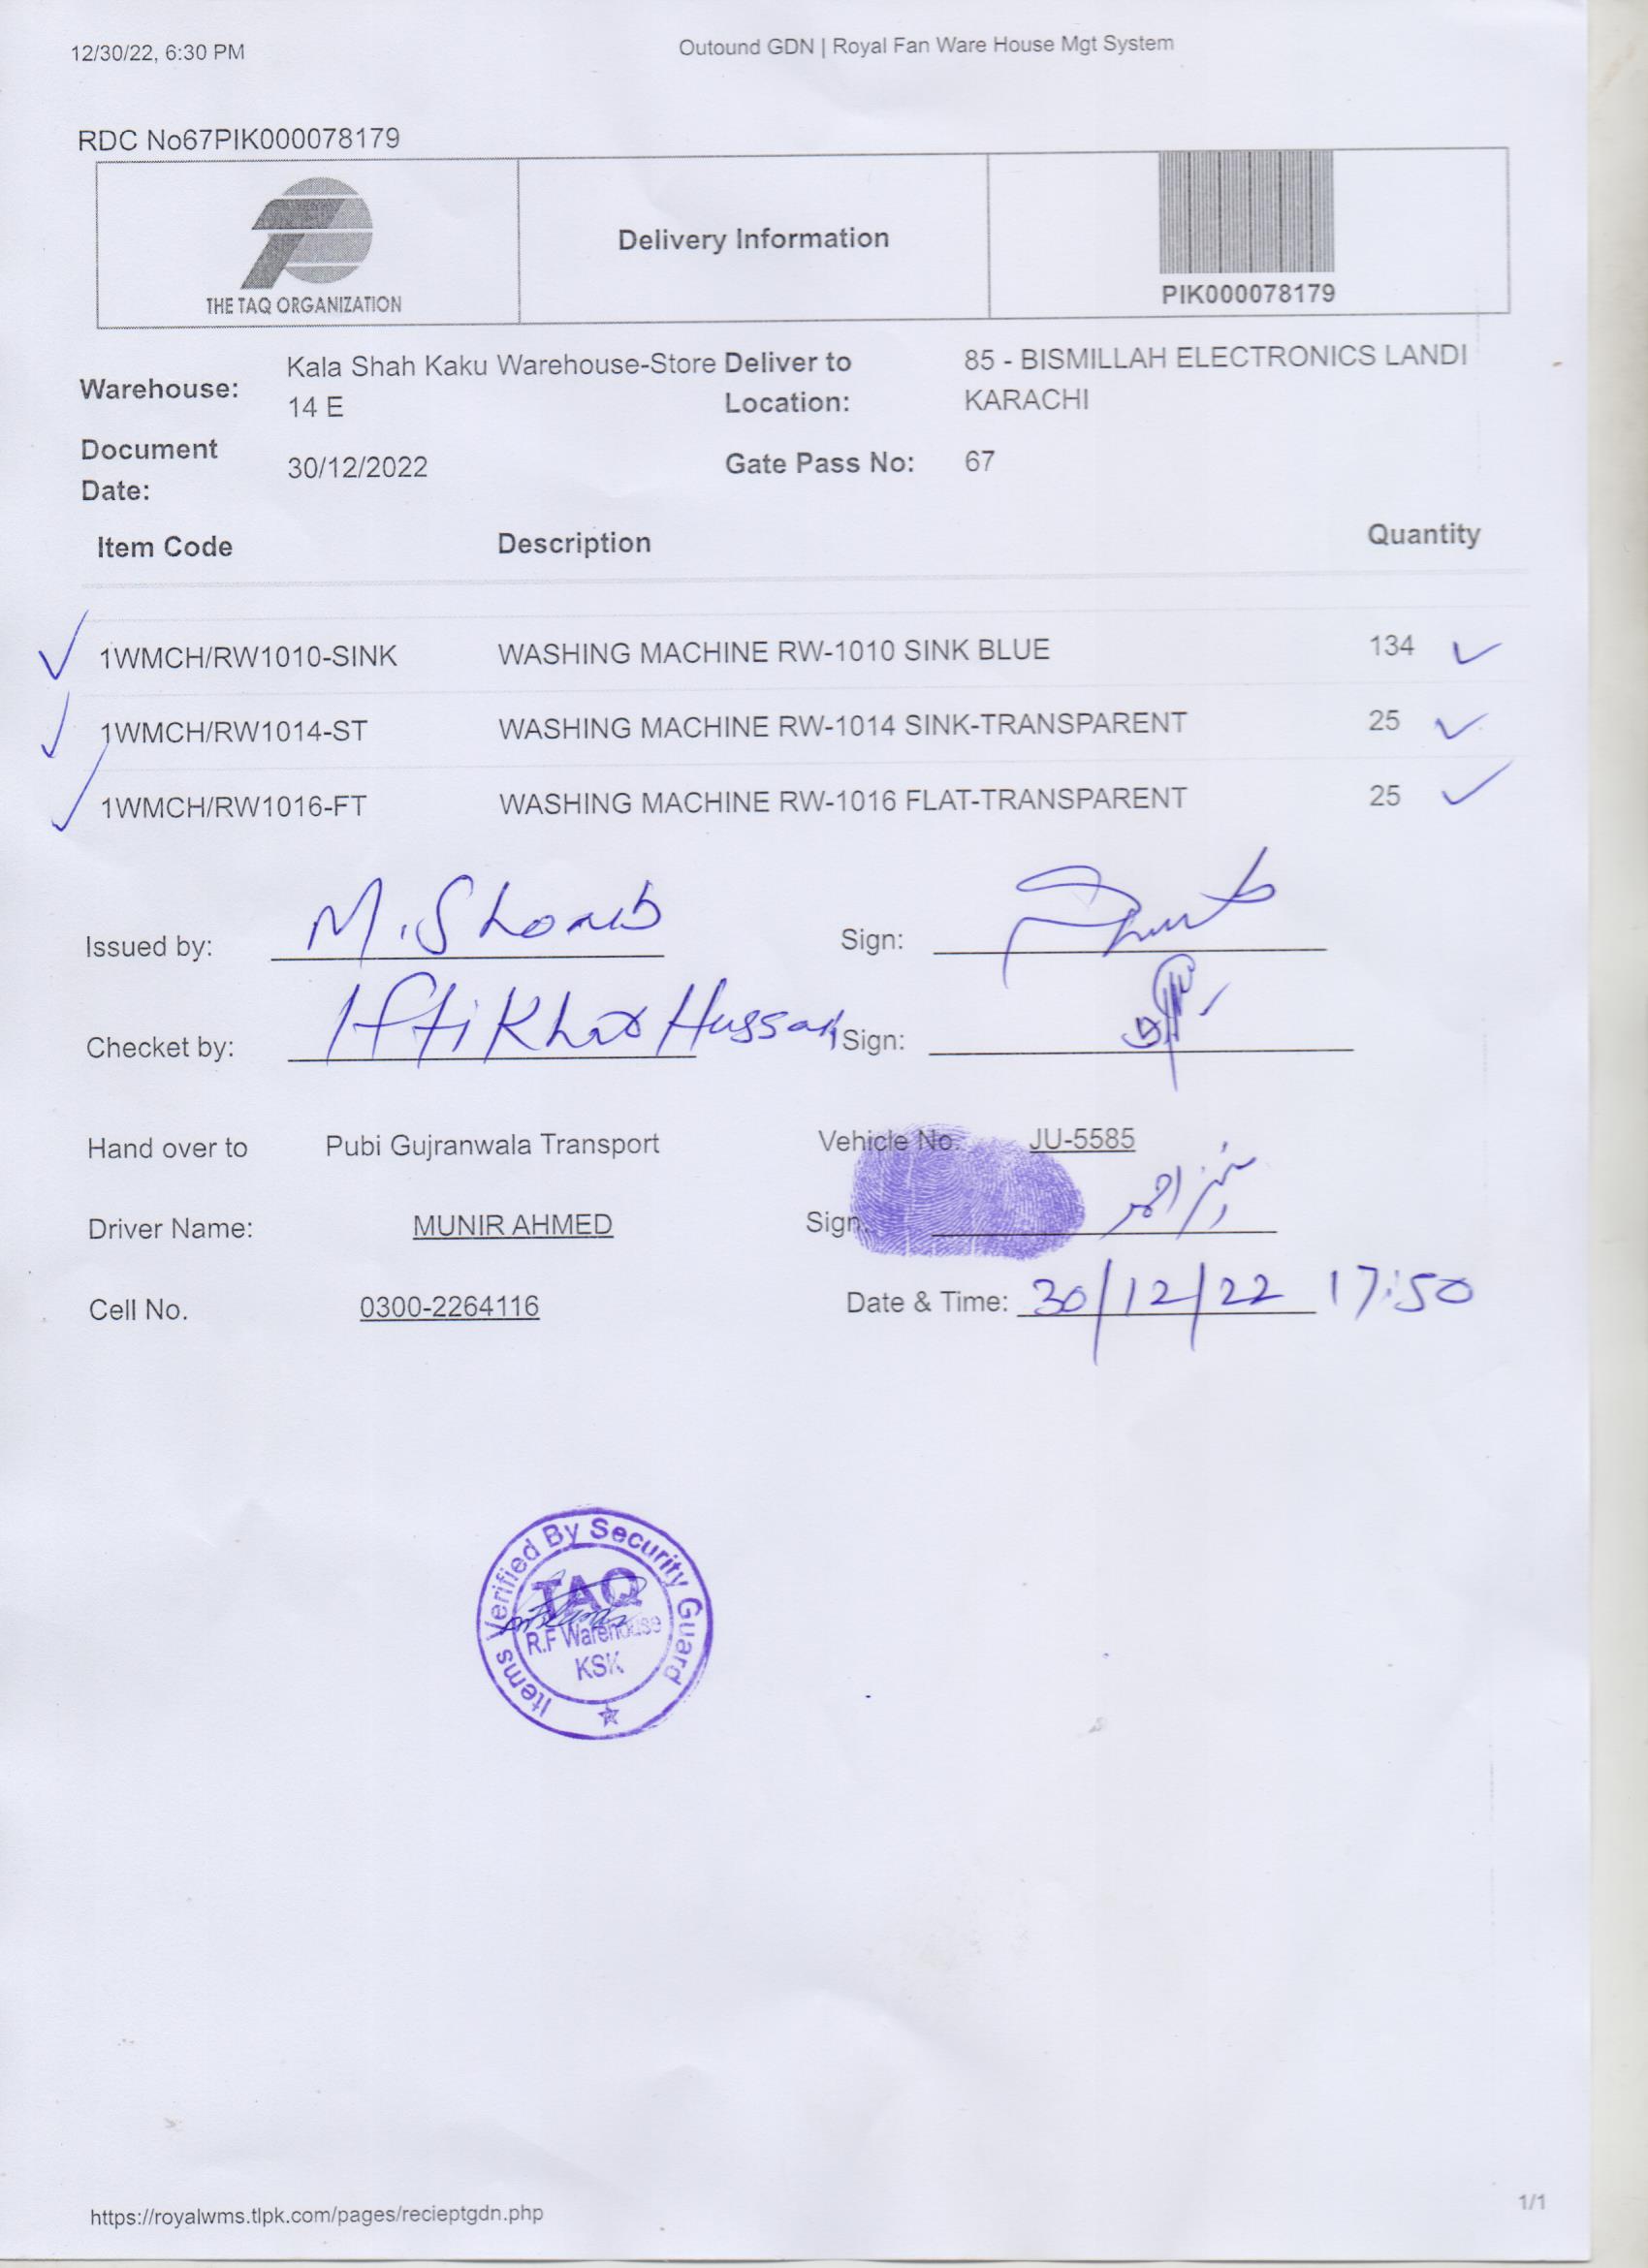 12/30/22, 6:30 PM
Outound GDN | Royal Fan Ware House Mgt System
RDC No67PIK000078179
THE TAQ ORGANIZATION
Delivery Information
PIK000078179
Warehouse: Kala Shah Kaku Warehouse-Store 14 E
Deliver to Location: 85 - BISMILLAH ELECTRONICS LANDI KARACHI
Document Date: 30/12/2022
Gate Pass No: 67
Item Code Description Quantity
1WMCH/RW1010-SINK WASHING MACHINE RW-1010 SINK BLUE 134
1WMCH/RW1014-ST WASHING MACHINE RW-1014 SINK-TRANSPARENT 25
1WMCH/RW1016-FT WASHING MACHINE RW-1016 FLAT-TRANSPARENT 25
Issued by: M. Shoaib Sign:
Checket by: Iftikhar Hussain Sign:
Hand over to Pubi Gujranwala Transport Vehicle No. JU-5585
Driver Name: MUNIR AHMED Sign: منیر احمد
Cell No. 0300-2264116 Date & Time: 30/12/22 17:50
Items Verified By Security Guard
TAQ
R.F Warehouse
KSK
https://royalwms.tlpk.com/pages/recieptgdn.php
1/1